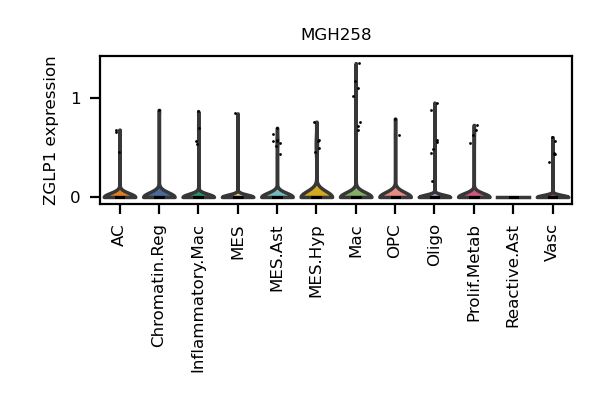 MGH258
ZGLP1 expression
1
0
AC
Chromatin.Reg
Inflammatory.Mac
MES
MES.Ast
MES.Hyp
Mac
OPC
Oligo
Prolif.Metab
Reactive.Ast
Vasc